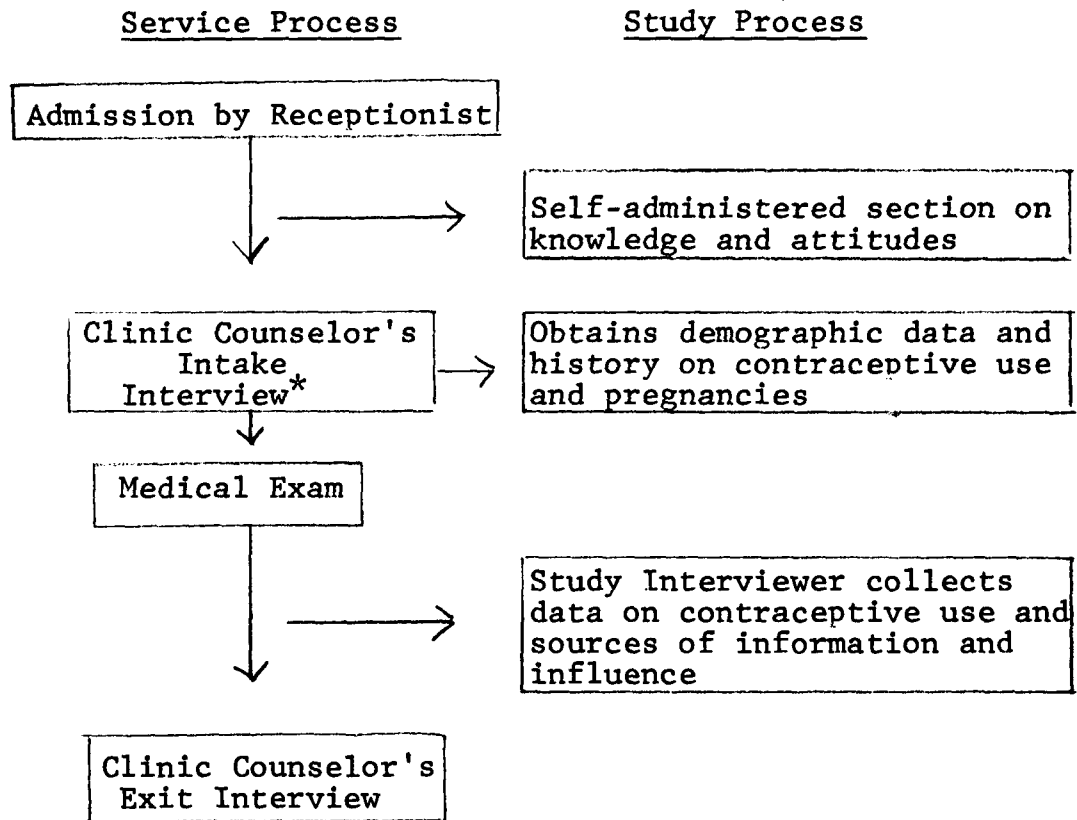 Service Process
Study Process
Admission by Receptionist
Self-administered section on
knowledge and attitudes
Clinic Counselor's
Intake
Interview*
Obtains demographic data and
history on contraceptive use
and pregnancies
Medical Exam
Study Interviewer collects
data on contraceptive use and
sources of information and
influence
Clinic Counselor's
Exit Interview